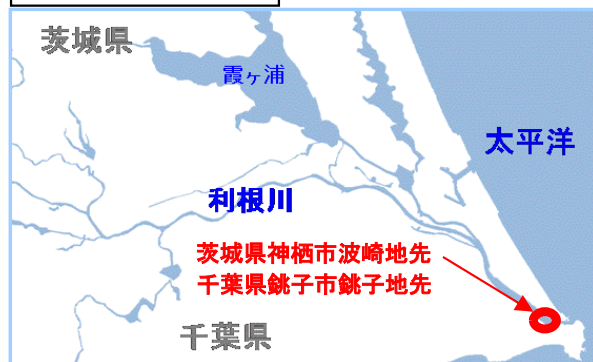 茨城県
霞ヶ浦
太平洋
利根川
茨城県神栖市波崎地先
千葉県銚子市銚子地先
千葉県